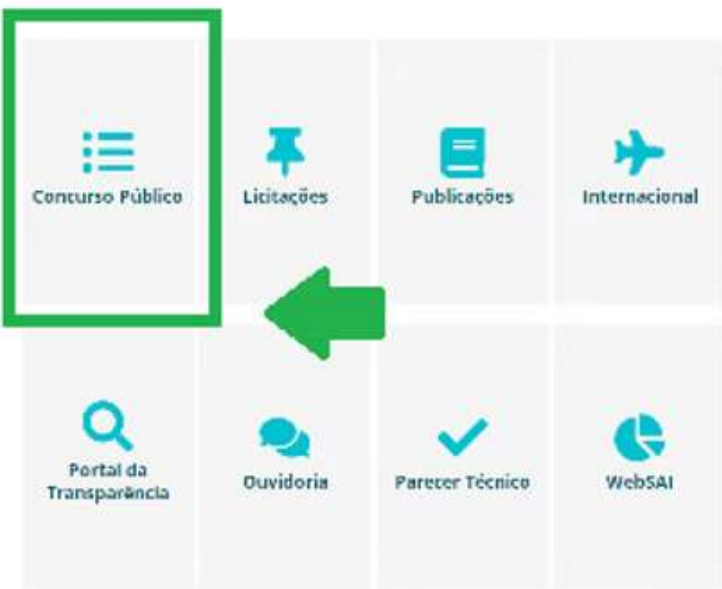 Concurso Público
Licitações
Publicações
Internacional
Portal da
Transparência
Ouvidoria
Parecer Técnico
WebSAI